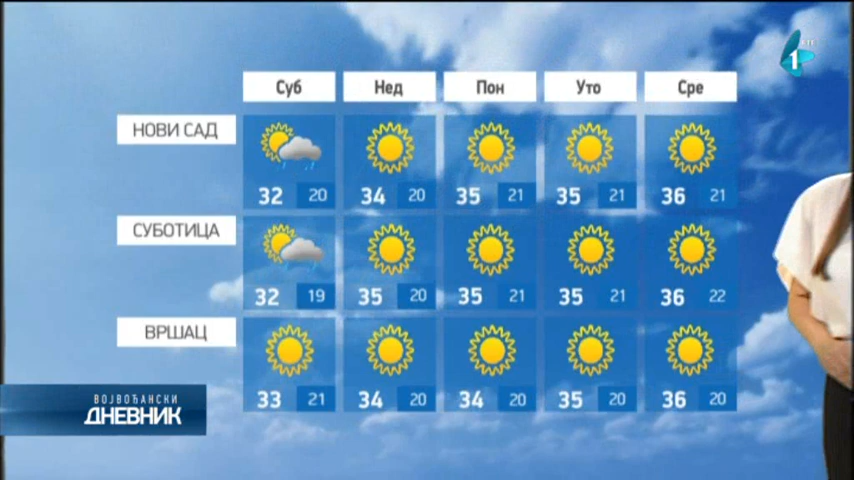 Суб Нед Пон Уто Сре
НОВИ САД
32 20 34 20 35 21 35 21 36 21
СУБОТИЦА
32 19 35 20 35 21 35 21 36 22
ВРШАЦ
33 21 34 20 34 20 35 20 36 20
ВОЈВОЂАНСКИ
ДНЕВНИК
1